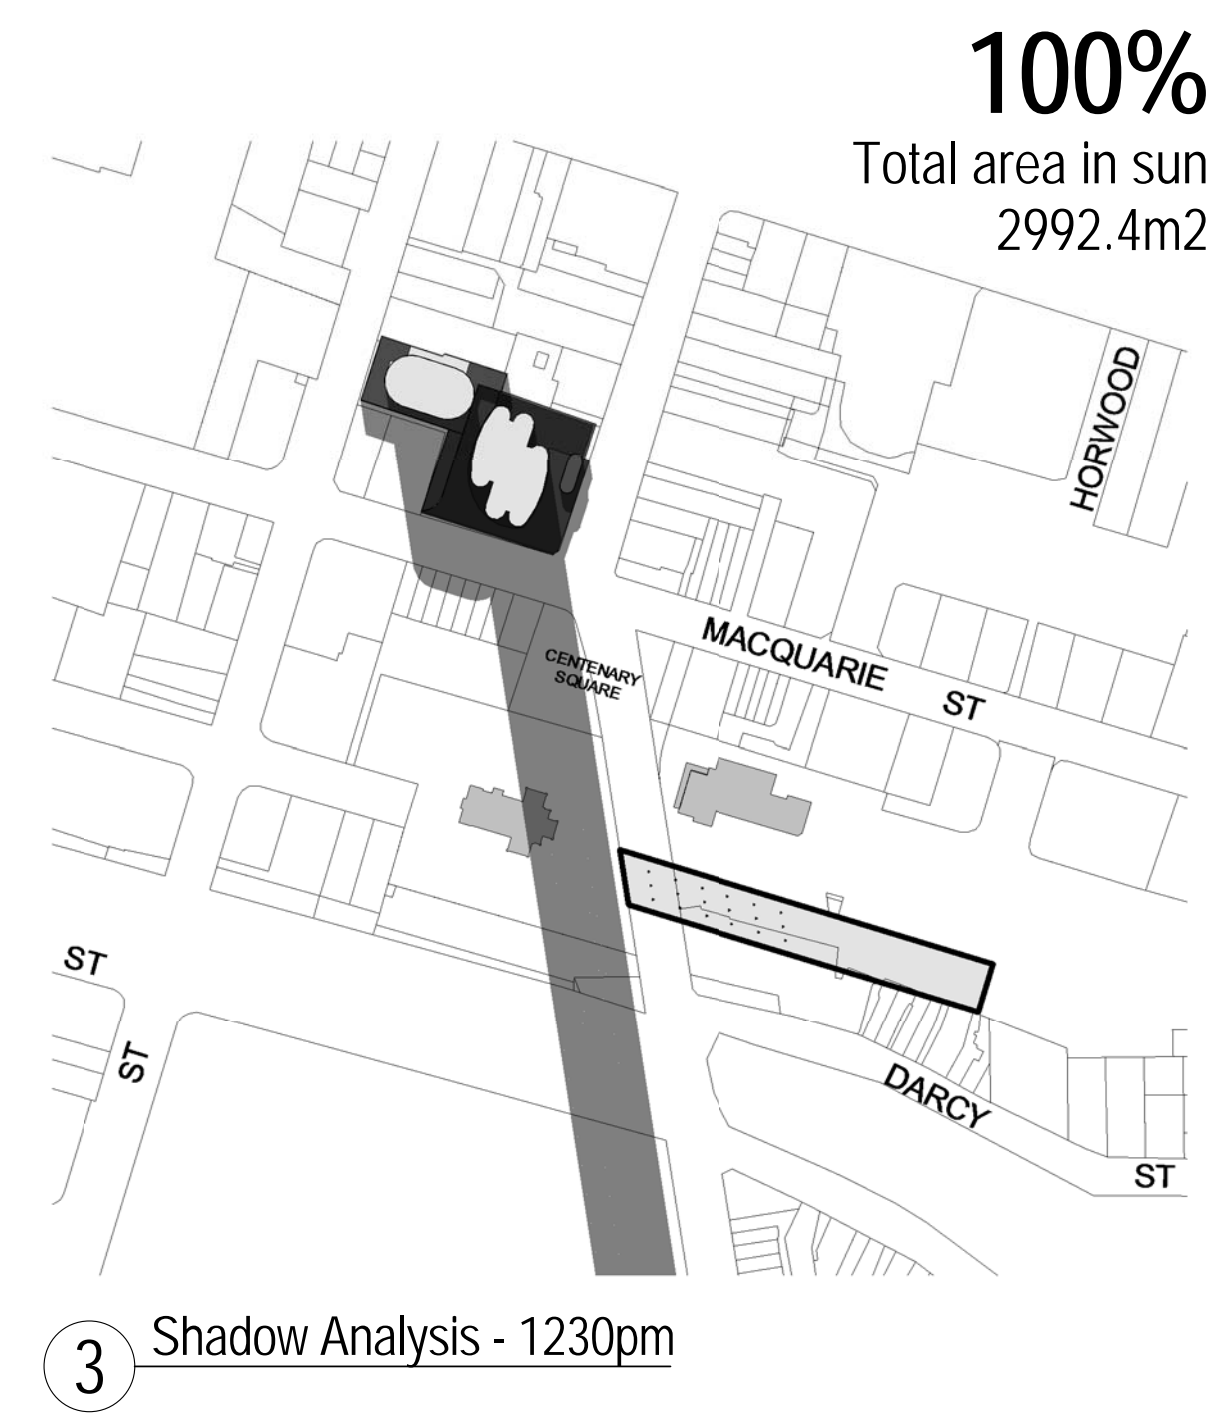 100%
Total area in sun
2992.4m2
HORWOOD
MACQUARIE ST
CENTENARY
SQUARE
ST
ST
DARCY
ST
3
Shadow Analysis - 1230pm